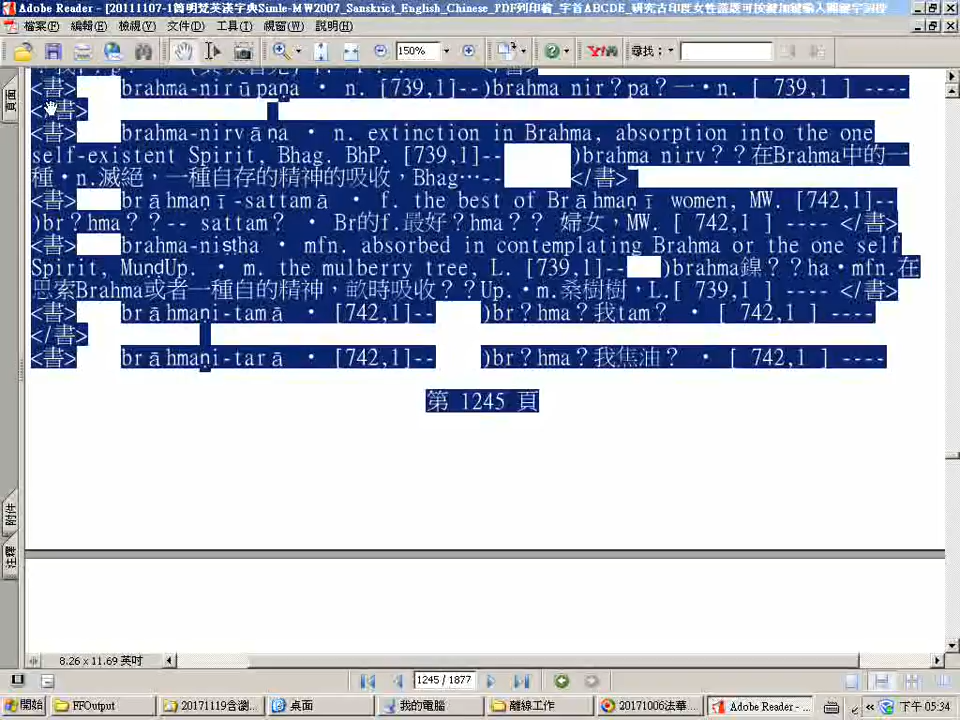 Adobe Reader - [20111107-1簡明梵英漢字典Simle-MW2007_Sanskrict_English_Chinese_PDF列印檔_字首ABCDE_研究古印度女性議題可按鍵加鍵輸入關鍵字詞搜
檔案(F) 編輯(E) 檢視(V) 文件(D) 工具(T) 視窗(W) 說明(H)
150% 尋找：
頁面
<書> brahma-nirūpaṇa • n. [739,1]--)brahma nir？pa？一•n. [ 739,1 ] ----
</書>
<書> brahma-nirvāṇa • n. extinction in Brahma, absorption into the one
self-existent Spirit, Bhag. BhP. [739,1]-- )brahma nirv？？在Brahma中的一
種•n.滅絕，一種自存的精神的吸收，Bhag…-- </書>
<書> brāhmaṇī-sattamā • f. the best of Brāhmaṇī women, MW. [742,1]--
)br？hma？？-- sattam？ • Br的f.最好？hma？？ 婦女，MW. [ 742,1 ] ---- </書>
<書> brahma-niṣṭha • mfn. absorbed in contemplating Brahma or the one self
Spirit, MuṇḍUp. • m. the mulberry tree, L. [739,1]-- )brahma鎳？？ha•mfn.在
思索Brahma或者一種自的精神，畝時吸收？？Up.•m.桑樹樹，L.[ 739,1 ] ---- </書>
<書> brāhmaṇi-tamā • [742,1]-- )br？hma？我tam？ • [ 742,1 ] ----
</書>
<書> brāhmaṇi-tarā • [742,1]-- )br？hma？我焦油？ • [ 742,1 ] ----
第 1245 頁
附件
注釋
8.26 x 11.69 英吋
1245 / 1877
開始 FFOutput 20171119含瀏... 桌面 我的電腦 離線工作 20171006法華... Adobe Reader - ... 下午 05:34